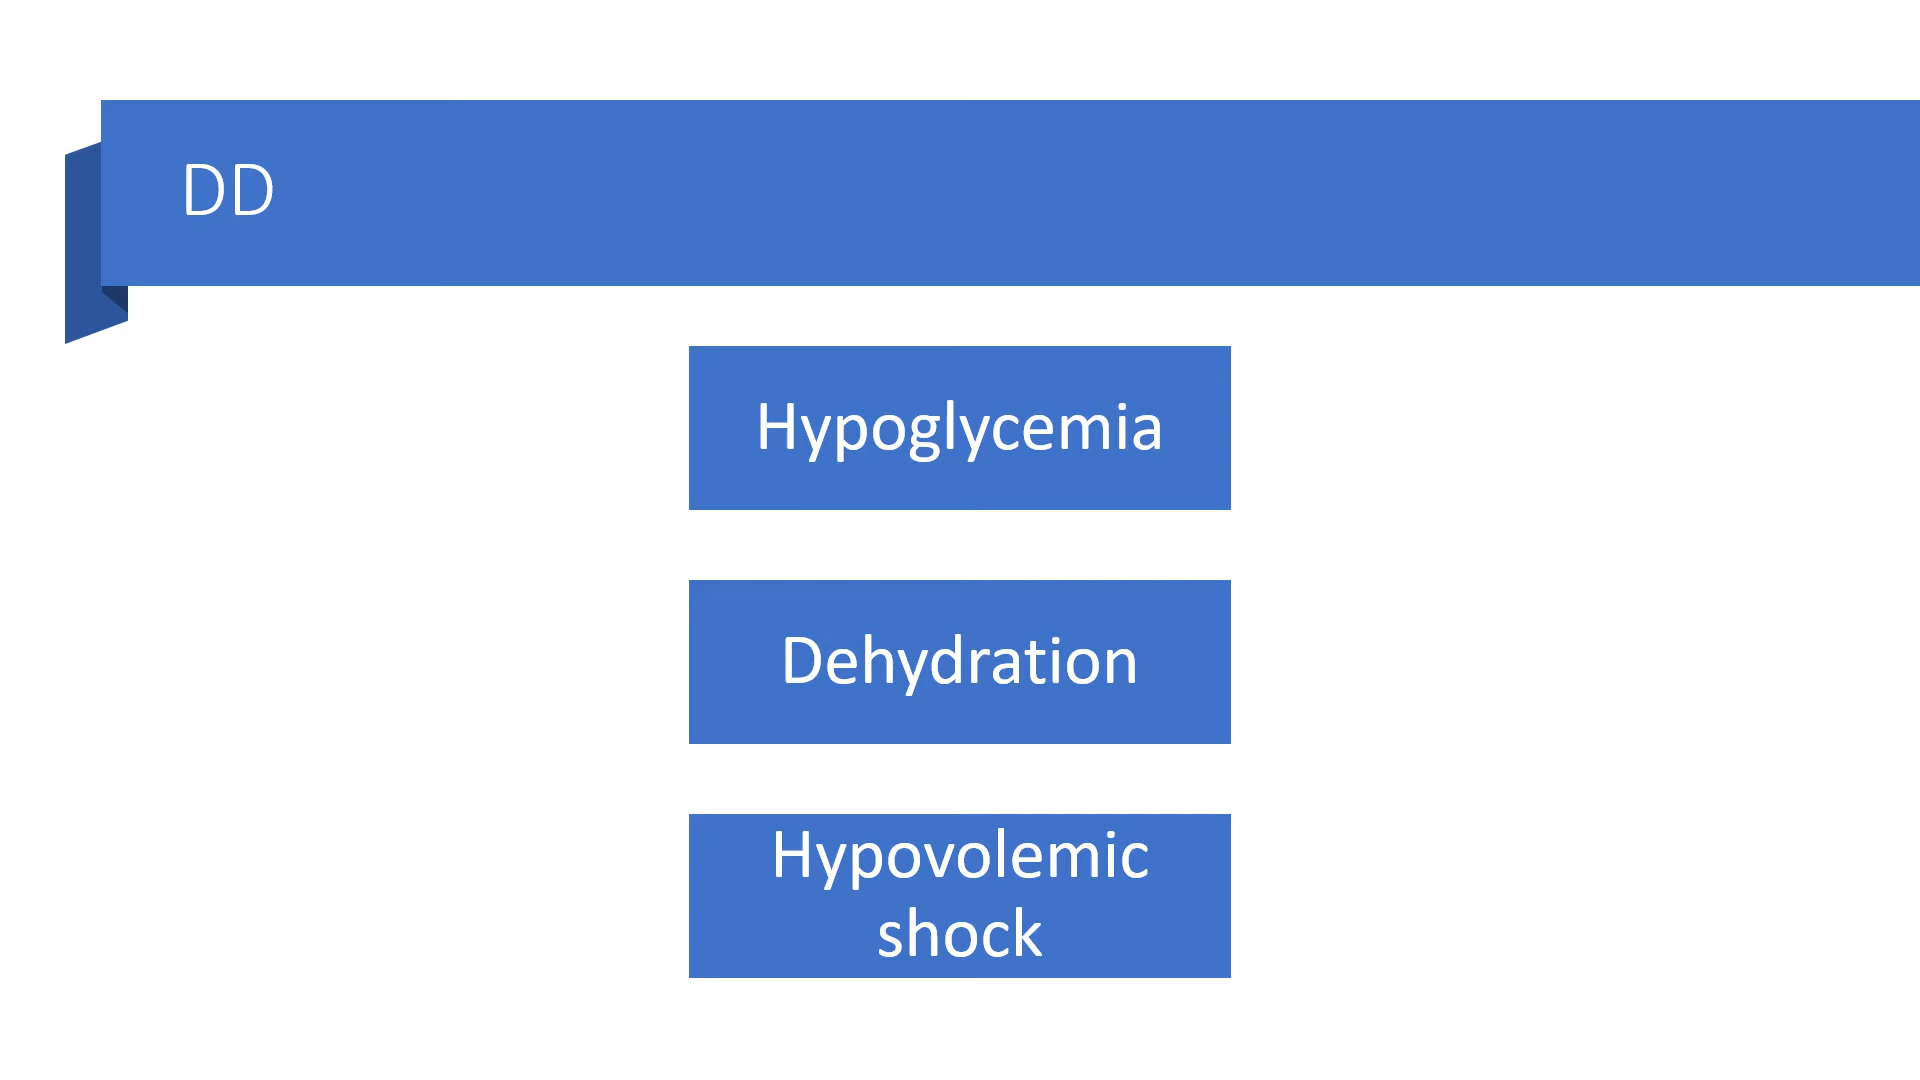 DD
Hypoglycemia
Dehydration
Hypovolemic
shock